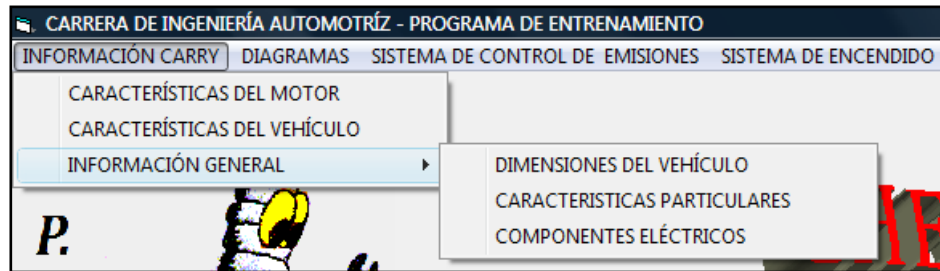 CARRERA DE INGENIERÍA AUTOMOTRÍZ - PROGRAMA DE ENTRENAMIENTO
INFORMACIÓN CARRY DIAGRAMAS SISTEMA DE CONTROL DE EMISIONES SISTEMA DE ENCENDIDO
CARACTERÍSTICAS DEL MOTOR
CARACTERÍSTICAS DEL VEHÍCULO
INFORMACIÓN GENERAL
DIMENSIONES DEL VEHÍCULO
CARACTERISTICAS PARTICULARES
COMPONENTES ELÉCTRICOS
P.